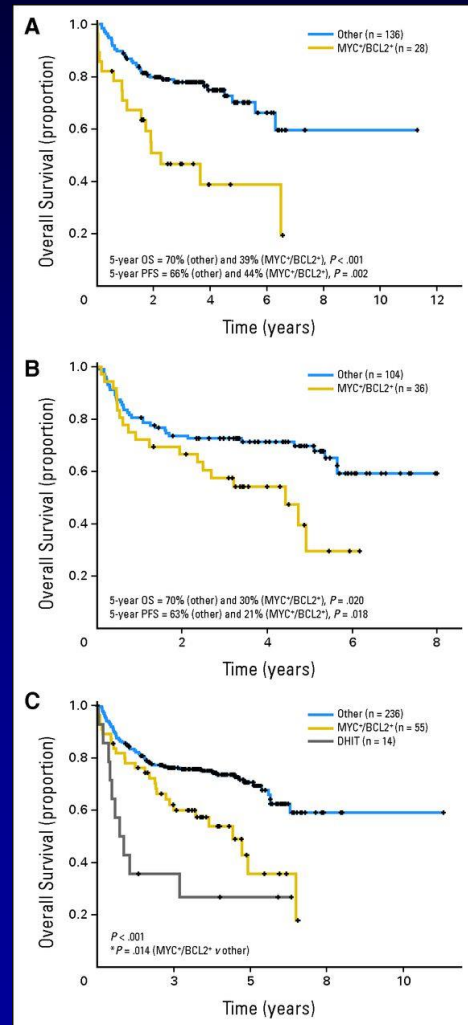 A
Other (n = 136)
MYC⁺/BCL2⁺ (n = 28)
Overall Survival (proportion)
1.0
0.8
0.6
0.4
0.2
5-year OS = 70% (other) and 39% (MYC⁺/BCL2⁺), P < .001
5-year PFS = 66% (other) and 44% (MYC⁺/BCL2⁺), P = .002
0 2 4 6 8 10 12
Time (years)
B
Other (n = 104)
MYC⁺/BCL2⁺ (n = 36)
Overall Survival (proportion)
1.0
0.8
0.6
0.4
0.2
5-year OS = 70% (other) and 30% (MYC⁺/BCL2⁺), P = .020
5-year PFS = 63% (other) and 21% (MYC⁺/BCL2⁺), P = .018
0 2 4 6 8
Time (years)
C
Other (n = 236)
MYC⁺/BCL2⁺ (n = 55)
DHIT (n = 14)
Overall Survival (proportion)
1.0
0.8
0.6
0.4
0.2
P < .001
*P = .014 (MYC⁺/BCL2⁺ v other)
0 3 5 8 10
Time (years)